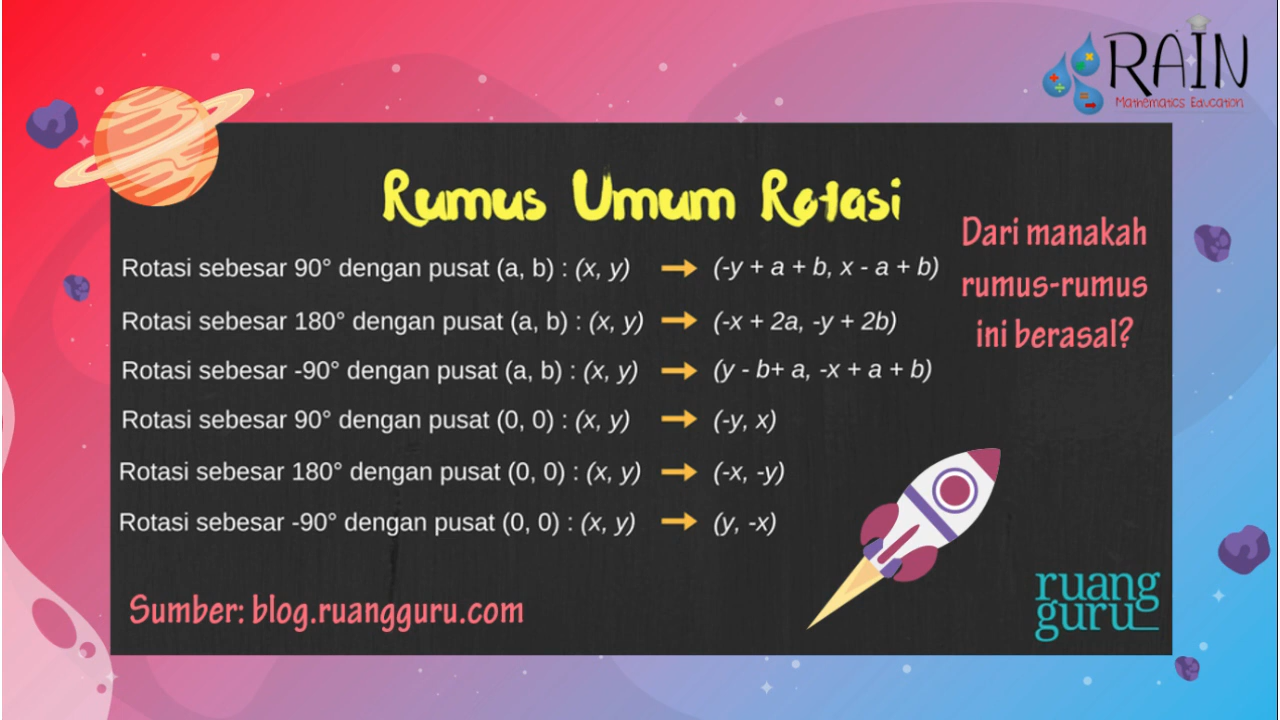 RAIN
Mathematics Education
Rumus Umum Rotasi
Dari manakah
rumus-rumus
ini berasal?
Rotasi sebesar 90° dengan pusat (a, b) : (x, y) → (-y + a + b, x - a + b)
Rotasi sebesar 180° dengan pusat (a, b) : (x, y) → (-x + 2a, -y + 2b)
Rotasi sebesar -90° dengan pusat (a, b) : (x, y) → (y - b+ a, -x + a + b)
Rotasi sebesar 90° dengan pusat (0, 0) : (x, y) → (-y, x)
Rotasi sebesar 180° dengan pusat (0, 0) : (x, y) → (-x, -y)
Rotasi sebesar -90° dengan pusat (0, 0) : (x, y) → (y, -x)
Sumber: blog.ruangguru.com
ruang
guru